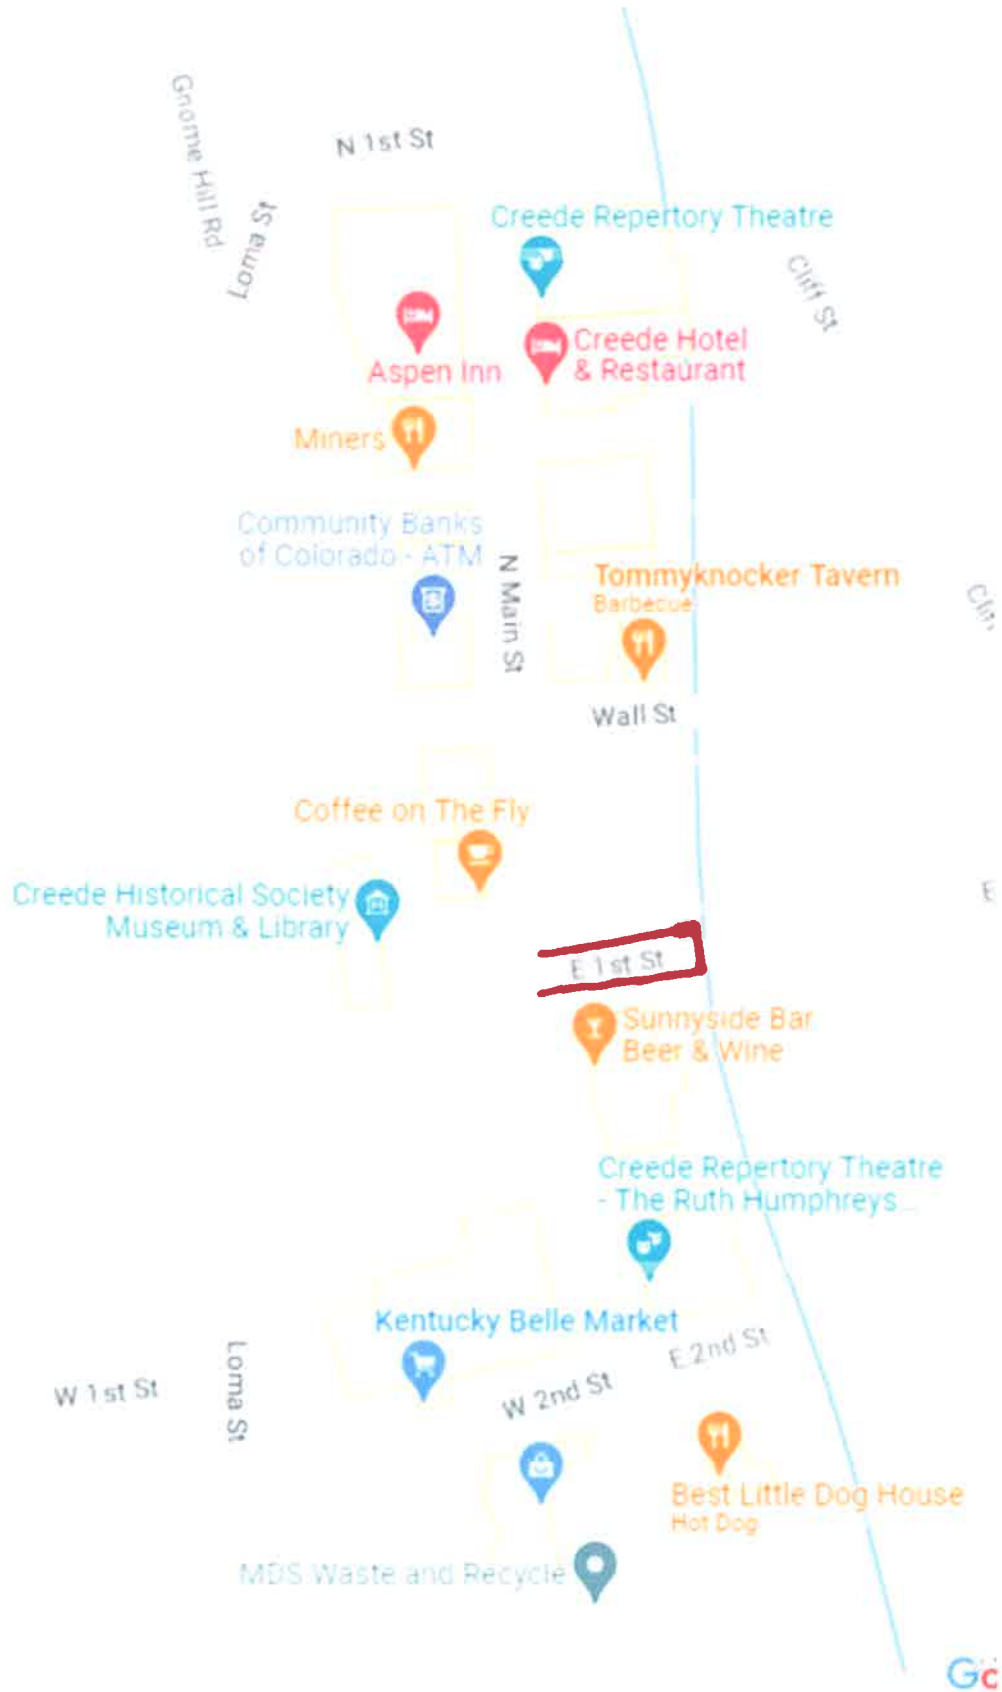 Gnome Hill Rd
N 1st St
Loma St
Creede Repertory Theatre
Cliff St
Creede Hotel
& Restaurant
Aspen Inn
Miners
Community Banks
of Colorado - ATM
N Main St
Tommyknocker Tavern
Barbecue
Wall St
Coffee on The Fly
Creede Historical Society
Museum & Library
E
E 1st St
Sunnyside Bar
Beer & Wine
Creede Repertory Theatre
- The Ruth Humphreys...
Kentucky Belle Market
E 2nd St
W 1st St
Loma St
W 2nd St
Best Little Dog House
Hot Dog
MDS Waste and Recycle